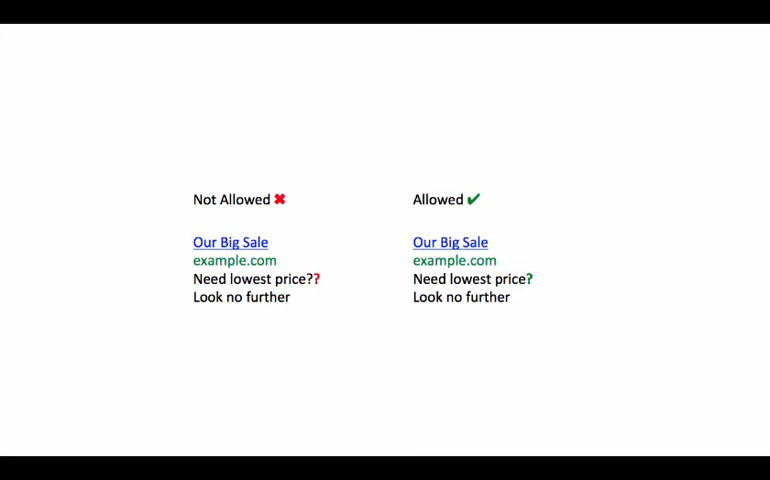 Not Allowed ✖
Our Big Sale
example.com
Need lowest price??
Look no further
Allowed ✔
Our Big Sale
example.com
Need lowest price?
Look no further